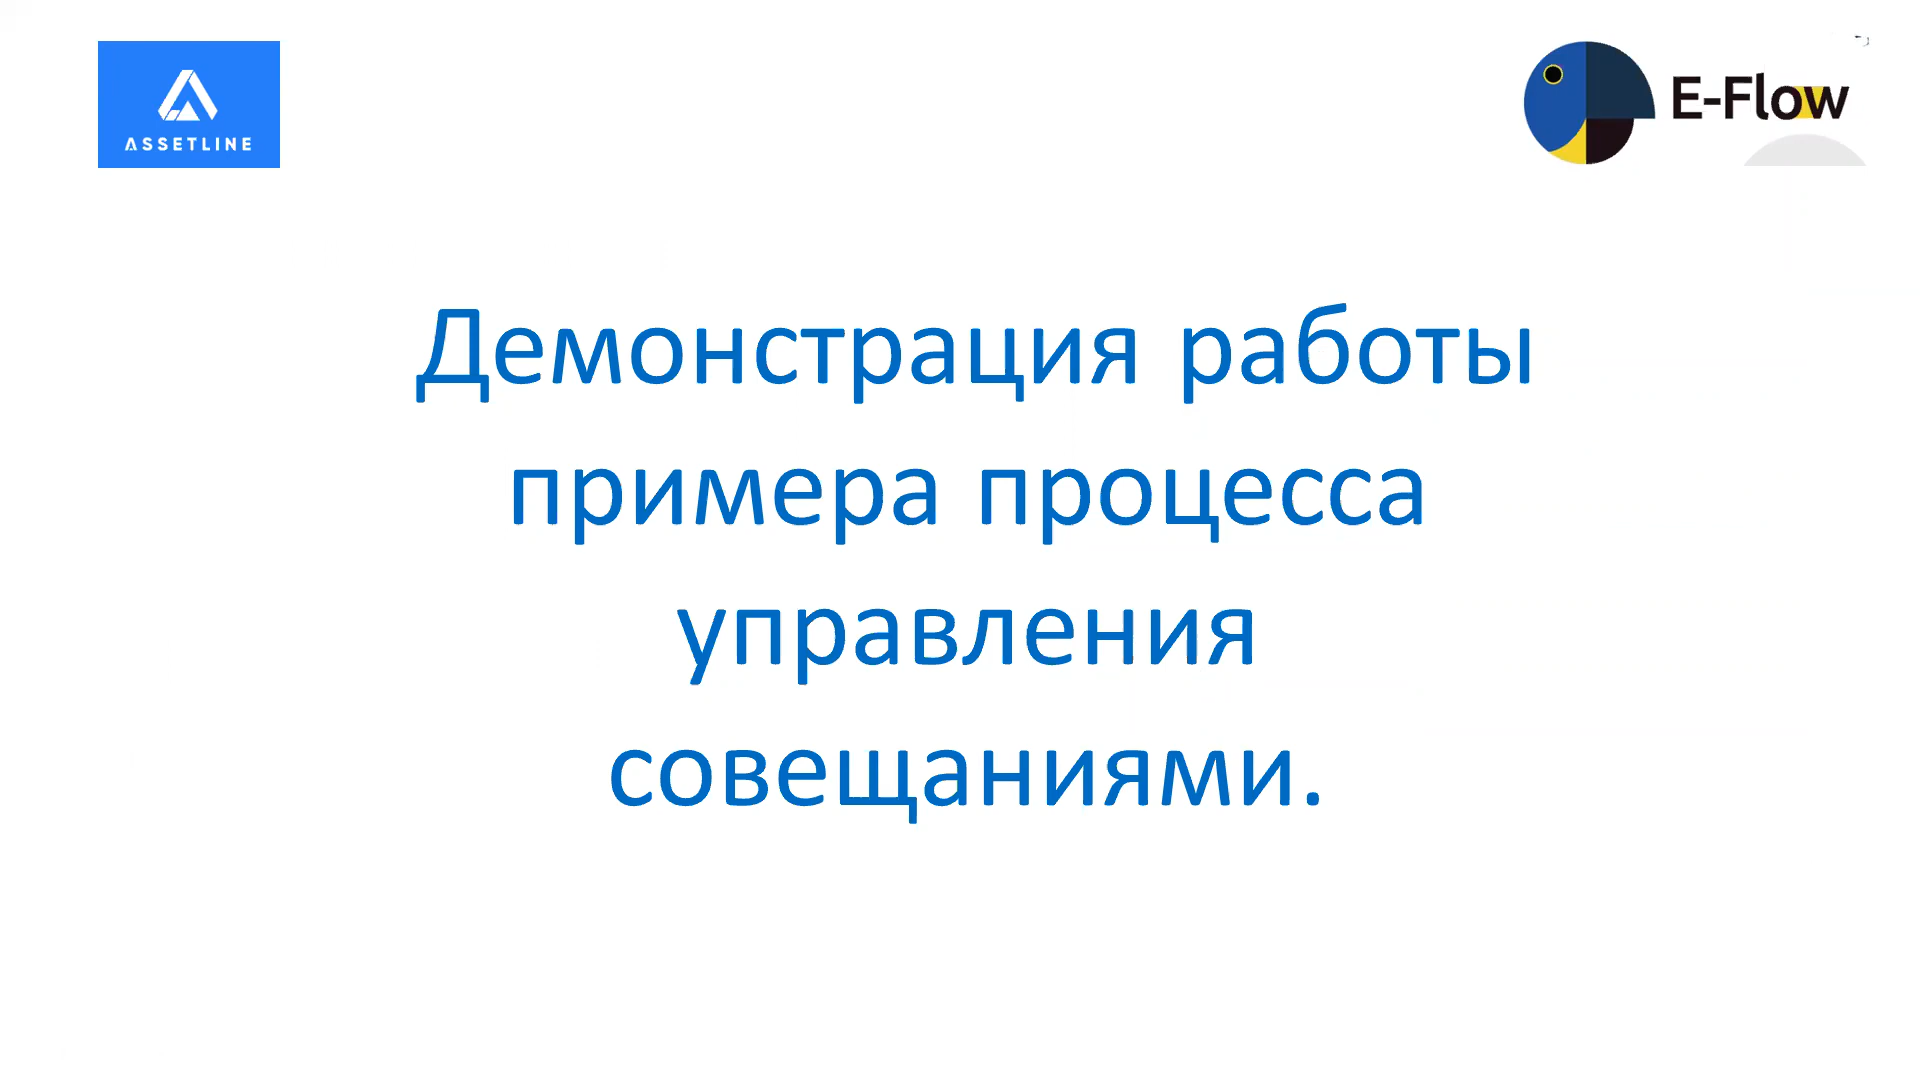 ASSETLINE
E-Flow
Демонстрация работы
примера процесса
управления
совещаниями.